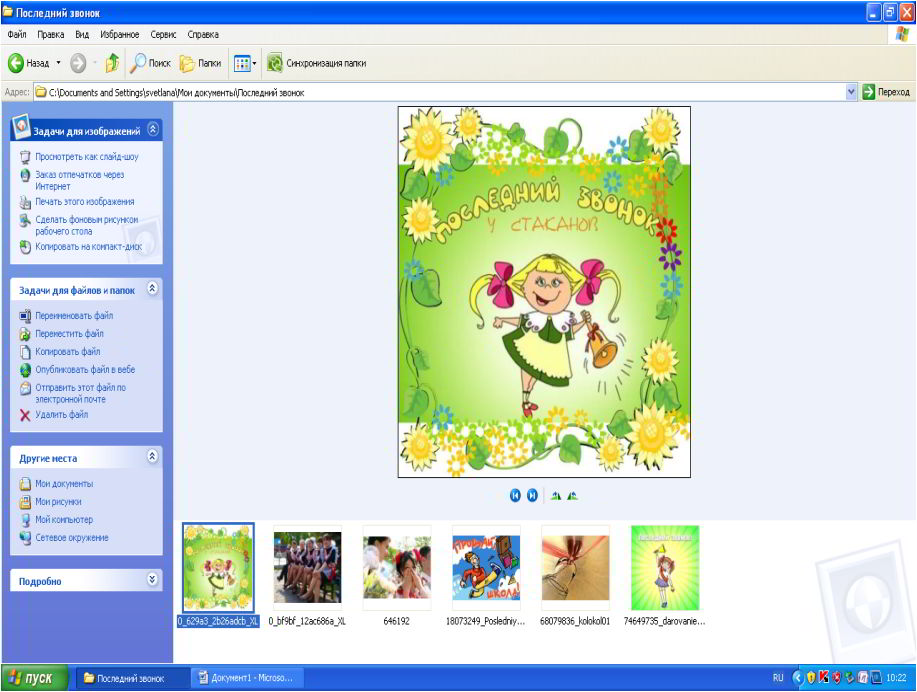 Последний звонок
Файл Правка Вид Избранное Сервис Справка
Назад Поиск Папки Синхронизация папки
Адрес: C:\Documents and Settings\svetlana\Мои документы\Последний звонок Переход
Задачи для изображений
Просмотреть как слайд-шоу
Заказ отпечатков через
Интернет
Печать этого изображения
Сделать фоновым рисунком
рабочего стола
Копировать на компакт-диск
Задачи для файлов и папок
Переименовать файл
Переместить файл
Копировать файл
Опубликовать файл в вебе
Отправить этот файл по
электронной почте
Удалить файл
Другие места
Мои документы
Мои рисунки
Мой компьютер
Сетевое окружение
Подробно
ПОСЛЕДНИЙ ЗВОНОК
У СТАКАНОВ
ПРОЩАЙ
ШКОЛА!
ПОСЛЕДНИЙ ЗВОНОК
0_629a3_2b26adcb_XL 0_bf9bf_12ac686a_XL 646192 18073249_Posledniy... 68079836_kolokol01 74649735_darovanie...
пуск Последний звонок Документ1 - Microso... RU 10:22